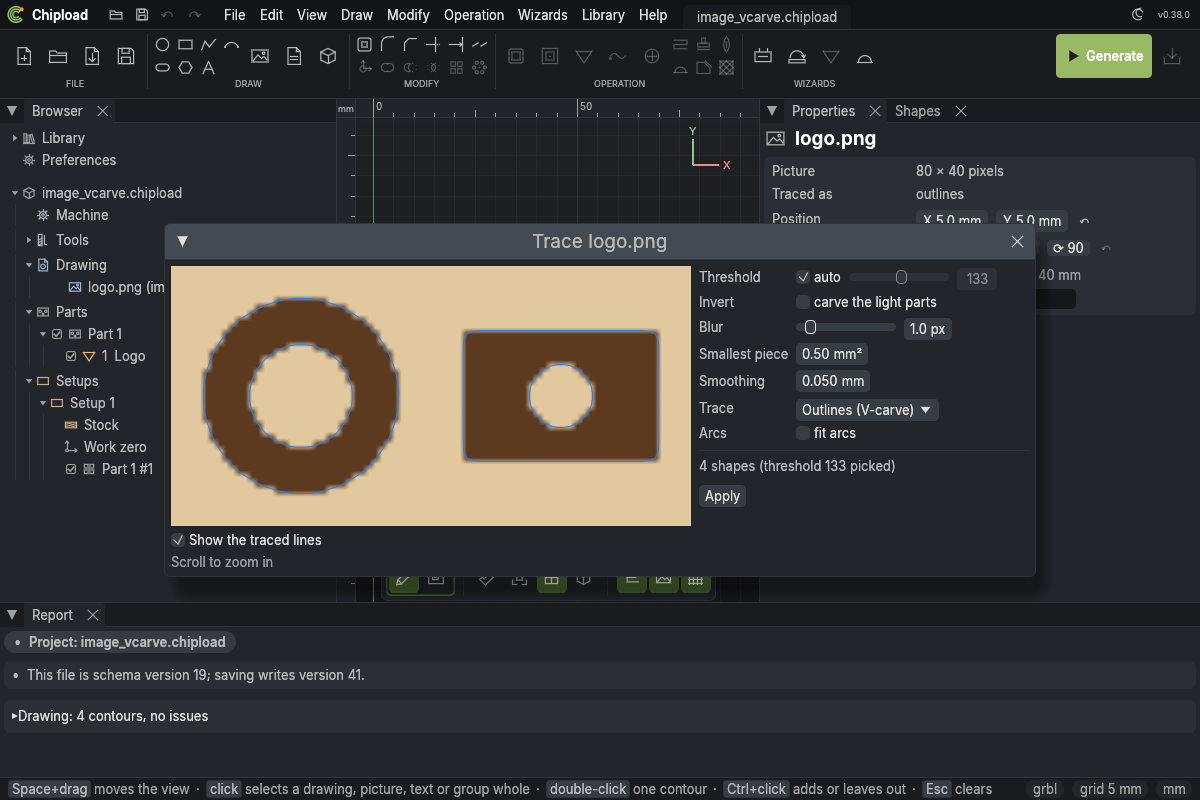 Chipload File Edit View Draw Modify Operation Wizards Library Help image_vcarve.chipload v0.38.0
FILE DRAW MODIFY OPERATION WIZARDS
Generate
Browser
Library
Preferences
image_vcarve.chipload
Machine
Tools
Drawing
logo.png (im
Parts
Part 1
1 Logo
Setups
Setup 1
Stock
Work zero
Part 1 #1
mm 0 50
Y
X
Properties Shapes
logo.png
Picture 80 × 40 pixels
Traced as outlines
Position X 5.0 mm Y 5.0 mm
90
40 mm
Trace logo.png
Threshold auto 133
Invert carve the light parts
Blur 1.0 px
Smallest piece 0.50 mm²
Smoothing 0.050 mm
Trace Outlines (V-carve)
Arcs fit arcs
4 shapes (threshold 133 picked)
Apply
Show the traced lines
Scroll to zoom in
Report
• Project: image_vcarve.chipload
• This file is schema version 19; saving writes version 41.
Drawing: 4 contours, no issues
Space+drag moves the view · click selects a drawing, picture, text or group whole · double-click one contour · Ctrl+click adds or leaves out · Esc clears grbl grid 5 mm mm